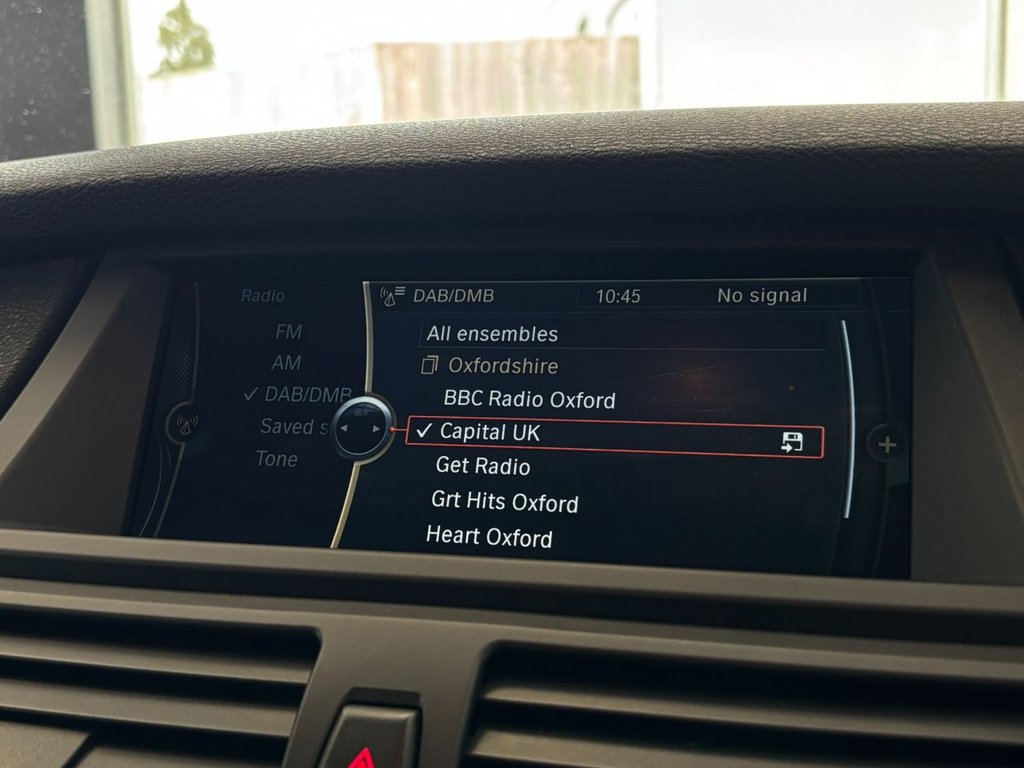 Radio
FM
AM
DAB/DMB
Saved s
Tone
DAB/DMB 10:45 No signal
All ensembles
Oxfordshire
BBC Radio Oxford
Capital UK
Get Radio
Grt Hits Oxford
Heart Oxford